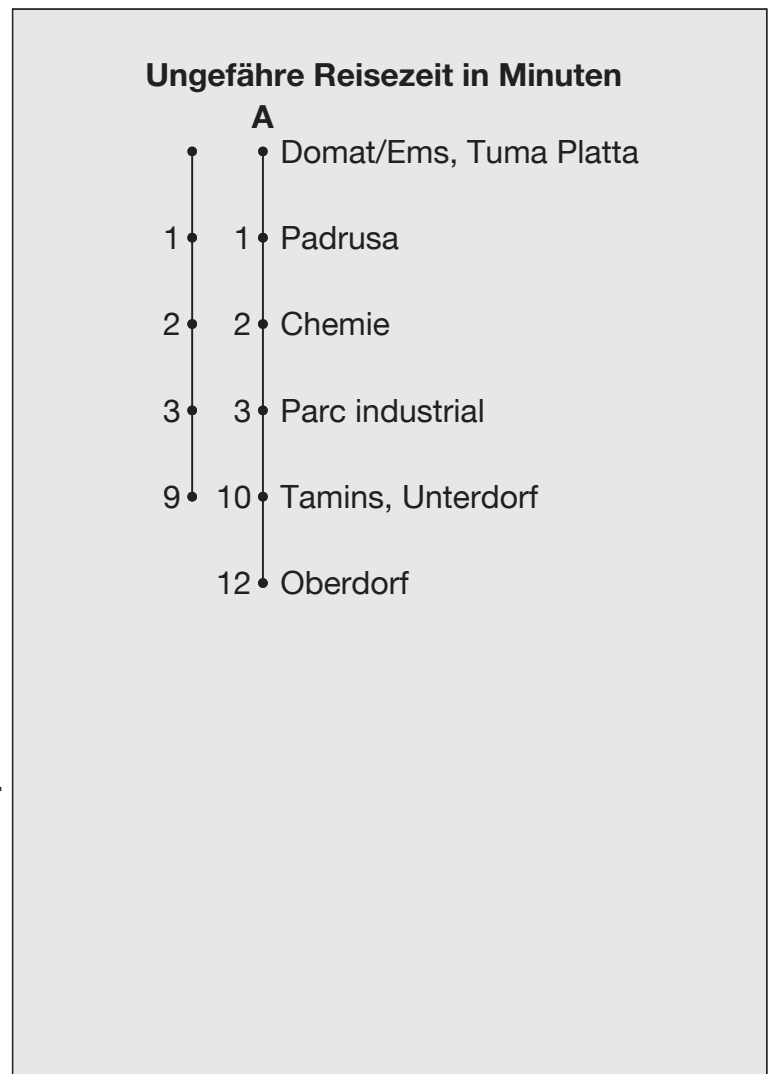 Ungefähre Reisezeit in Minuten
A
Domat/Ems, Tuma Platta
1 1 Padrusa
2 2 Chemie
3 3 Parc industrial
9 10 Tamins, Unterdorf
12 Oberdorf